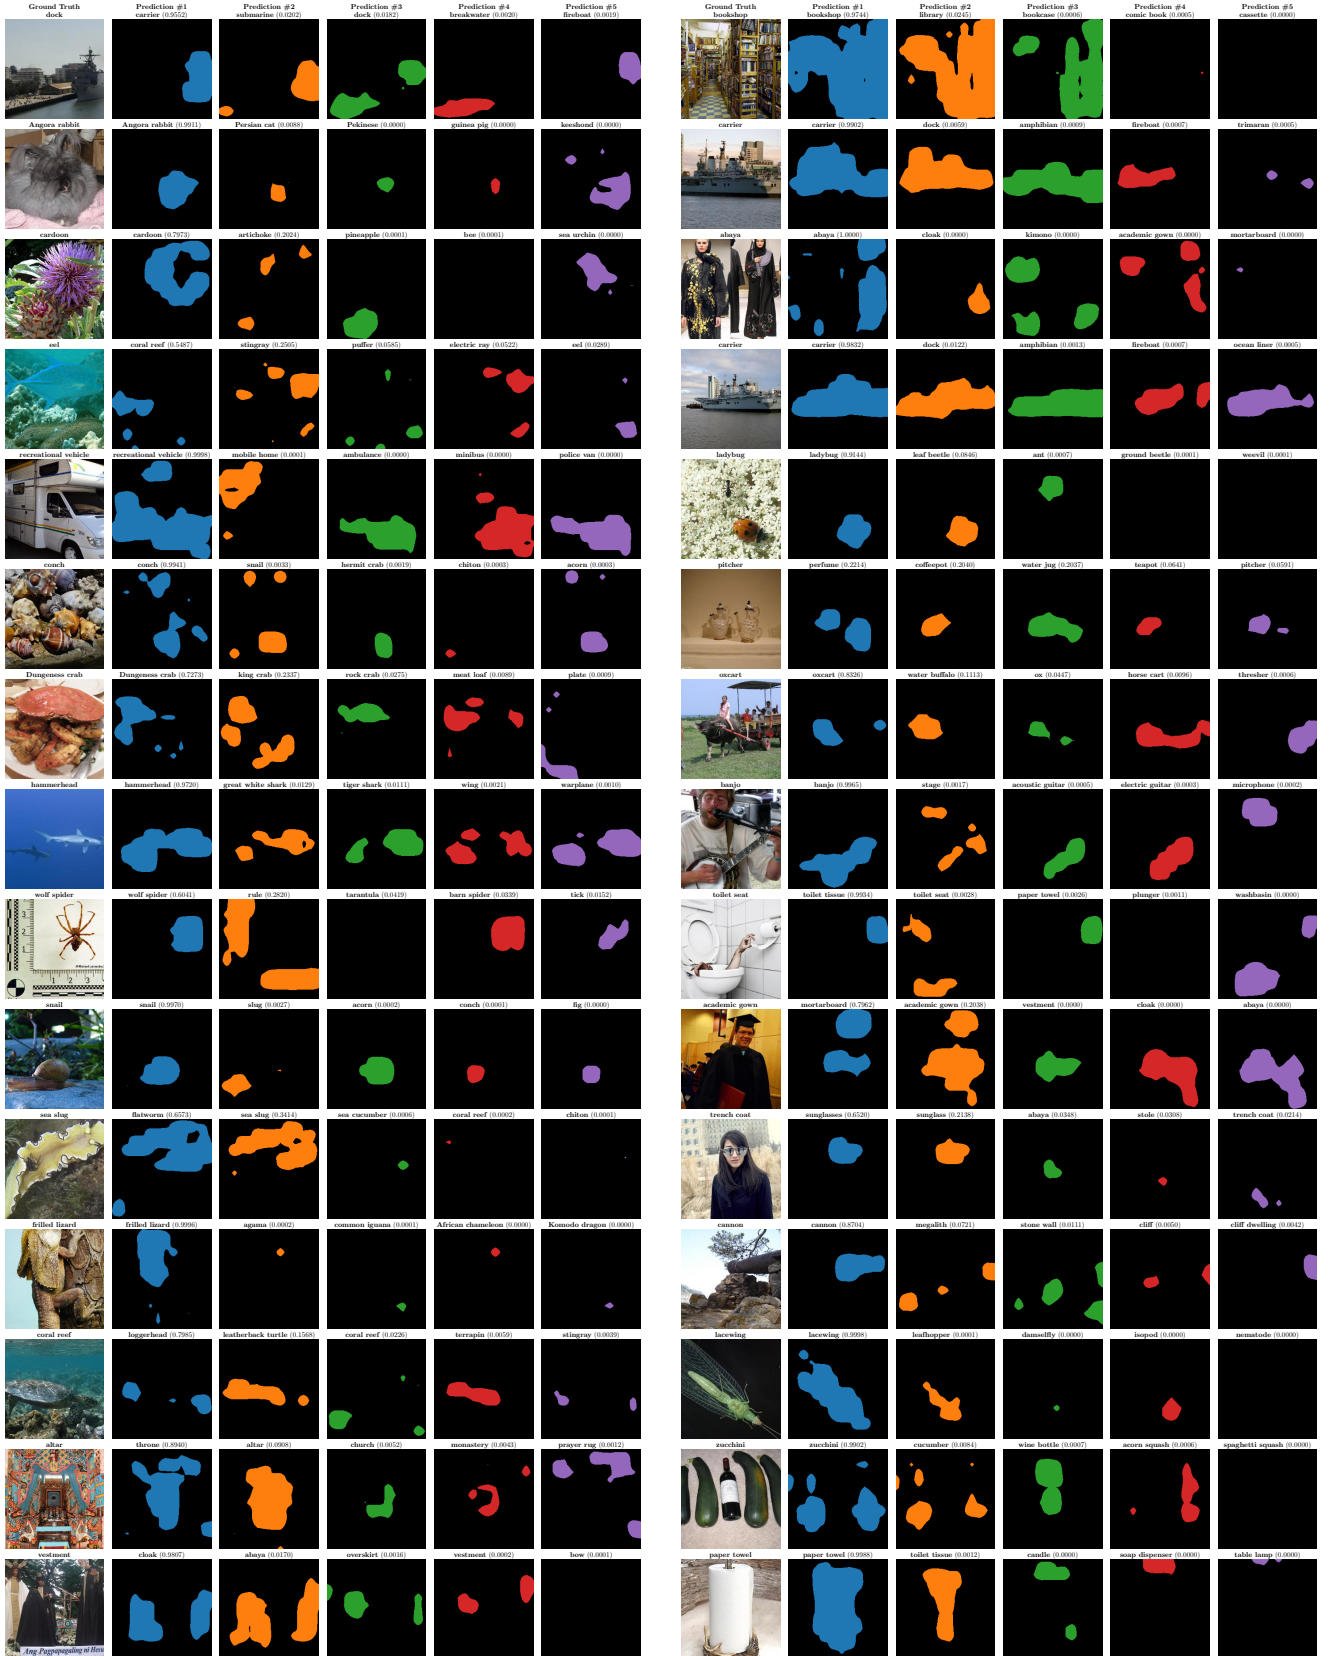 Ground Truth Prediction #1 Prediction #2 Prediction #3 Prediction #4 Prediction #5
dock carrier (0.9552) submarine (0.0202) dock (0.0182) breakwater (0.0020) fireboat (0.0019)
Angora rabbit Angora rabbit (0.9911) Persian cat (0.0088) Pekinese (0.0000) guinea pig (0.0000) keeshond (0.0000)
cardoon cardoon (0.7973) artichoke (0.2024) pineapple (0.0001) bee (0.0001) sea urchin (0.0000)
eel coral reef (0.5487) stingray (0.2505) puffer (0.0585) electric ray (0.0522) eel (0.0289)
recreational vehicle recreational vehicle (0.9998) mobile home (0.0001) ambulance (0.0000) minibus (0.0000) police van (0.0000)
conch conch (0.9941) snail (0.0033) hermit crab (0.0019) chiton (0.0003) acorn (0.0003)
Dungeness crab Dungeness crab (0.7273) king crab (0.2337) rock crab (0.0275) meat loaf (0.0089) plate (0.0009)
hammerhead hammerhead (0.9720) great white shark (0.0129) tiger shark (0.0111) wing (0.0021) warplane (0.0010)
wolf spider wolf spider (0.6041) rule (0.2820) tarantula (0.0419) barn spider (0.0339) tick (0.0152)
3
2
1
1 2 3
snail snail (0.9970) slug (0.0027) acorn (0.0002) conch (0.0001) fig (0.0000)
sea slug flatworm (0.6573) sea slug (0.3414) sea cucumber (0.0006) coral reef (0.0002) chiton (0.0001)
frilled lizard frilled lizard (0.9996) agama (0.0002) common iguana (0.0001) African chameleon (0.0000) Komodo dragon (0.0000)
coral reef loggerhead (0.7985) leatherback turtle (0.1568) coral reef (0.0226) terrapin (0.0059) stingray (0.0039)
altar throne (0.8940) altar (0.0908) church (0.0052) monastery (0.0043) prayer rug (0.0012)
vestment cloak (0.9807) abaya (0.0170) overskirt (0.0016) vestment (0.0002) bow (0.0001)
Ang Pagpapagaling ni Hesu
Ground Truth Prediction #1 Prediction #2 Prediction #3 Prediction #4 Prediction #5
bookshop bookshop (0.9744) library (0.0245) bookcase (0.0006) comic book (0.0005) cassette (0.0000)
carrier carrier (0.9902) dock (0.0059) amphibian (0.0009) fireboat (0.0007) trimaran (0.0005)
abaya abaya (1.0000) cloak (0.0000) kimono (0.0000) academic gown (0.0000) mortarboard (0.0000)
carrier carrier (0.9832) dock (0.0122) amphibian (0.0013) fireboat (0.0007) ocean liner (0.0005)
ladybug ladybug (0.9144) leaf beetle (0.0846) ant (0.0007) ground beetle (0.0001) weevil (0.0001)
pitcher perfume (0.2214) coffeepot (0.2040) water jug (0.2037) teapot (0.0641) pitcher (0.0591)
oxcart oxcart (0.8326) water buffalo (0.1113) ox (0.0447) horse cart (0.0096) thresher (0.0006)
banjo banjo (0.9965) stage (0.0017) acoustic guitar (0.0005) electric guitar (0.0003) microphone (0.0002)
toilet seat toilet tissue (0.9934) toilet seat (0.0028) paper towel (0.0026) plunger (0.0011) washbasin (0.0000)
academic gown mortarboard (0.7962) academic gown (0.2038) vestment (0.0000) cloak (0.0000) abaya (0.0000)
trench coat sunglasses (0.6520) sunglass (0.2138) abaya (0.0348) stole (0.0308) trench coat (0.0214)
cannon cannon (0.8704) megalith (0.0721) stone wall (0.0111) cliff (0.0050) cliff dwelling (0.0042)
lacewing lacewing (0.9998) leafhopper (0.0001) damselfly (0.0000) isopod (0.0000) nematode (0.0000)
zucchini zucchini (0.9902) cucumber (0.0084) wine bottle (0.0007) acorn squash (0.0006) spaghetti squash (0.0000)
paper towel paper towel (0.9988) toilet tissue (0.0012) candle (0.0000) soap dispenser (0.0000) table lamp (0.0000)